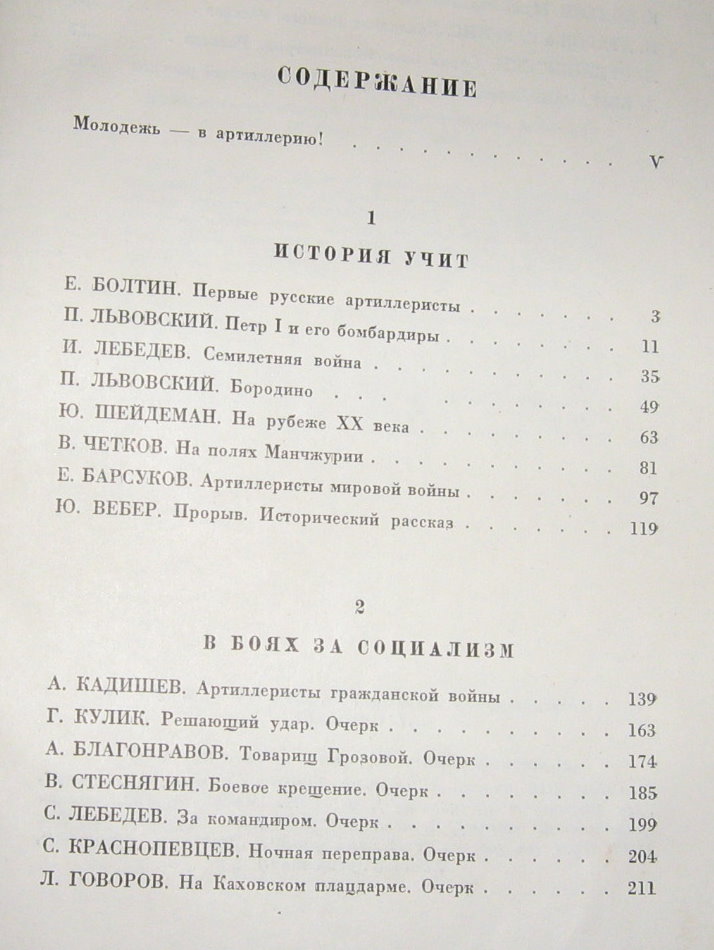 СОДЕРЖАНИЕ
Молодежь — в артиллерию! . . . . . . . . . . . . V
1
ИСТОРИЯ УЧИТ
Е. БОЛТИН. Первые русские артиллеристы . . . . . . . 3
П. ЛЬВОВСКИЙ. Петр I и его бомбардиры . . . . . . . . 11
И. ЛЕБЕДЕВ. Семилетняя война . . . . . . . . . . . 35
П. ЛЬВОВСКИЙ. Бородино . . . . . . . . . . . 49
Ю. ШЕЙДЕМАН. На рубеже XX века . . . . . . . . . 63
В. ЧЕТКОВ. На полях Манчжурии . . . . . . . . . . . 81
Е. БАРСУКОВ. Артиллеристы мировой войны . . . . . . . 97
Ю. ВЕБЕР. Прорыв. Исторический рассказ . . . . . . . 119
2
В БОЯХ ЗА СОЦИАЛИЗМ
А. КАДИШЕВ. Артиллеристы гражданской войны . . . . . 139
Г. КУЛИК. Решающий удар. Очерк . . . . . . . . . . 163
А. БЛАГОНРАВОВ. Товарищ Грозовой. Очерк . . . . . . 174
В. СТЕСНЯГИН. Боевое крещение. Очерк . . . . . . . . 185
С. ЛЕБЕДЕВ. За командиром. Очерк . . . . . . . . . . 199
С. КРАСНОПЕВЦЕВ. Ночная переправа. Очерк . . . . . . 204
Л. ГОВОРОВ. На Каховском плацдарме. Очерк . . . . . . 211